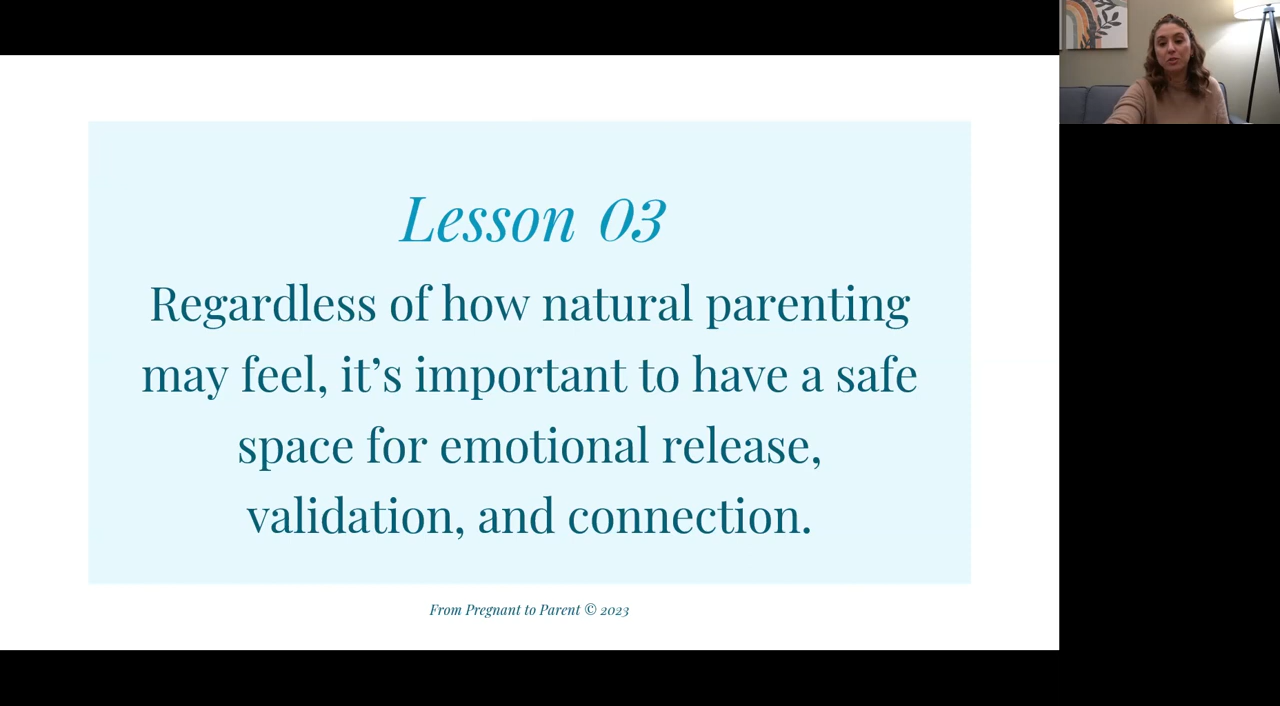 Lesson 03
Regardless of how natural parenting
may feel, it’s important to have a safe
space for emotional release,
validation, and connection.
From Pregnant to Parent © 2023